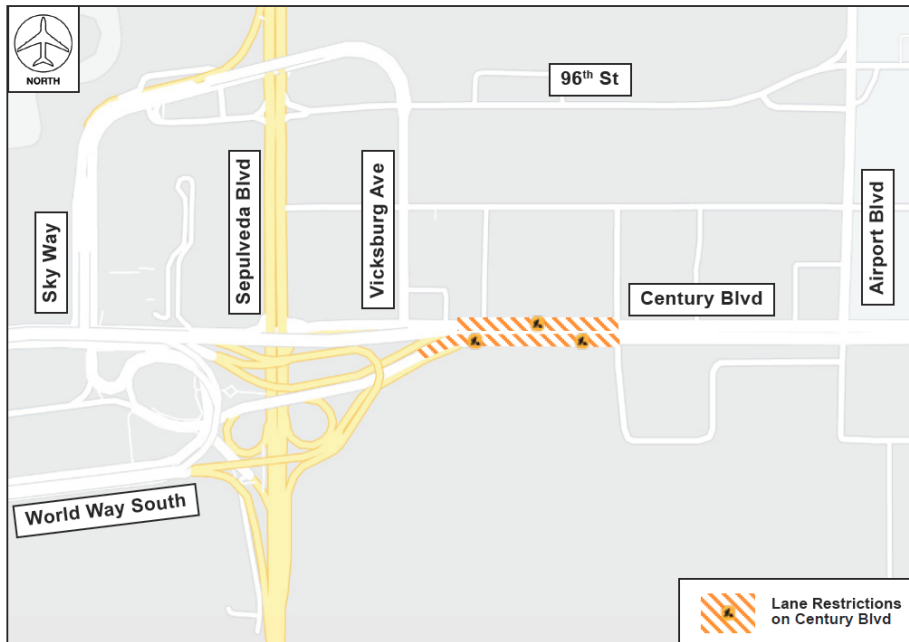 NORTH
96th St
Sky Way
Sepulveda Blvd
Vicksburg Ave
Airport Blvd
Century Blvd
World Way South
Lane Restrictions
on Century Blvd